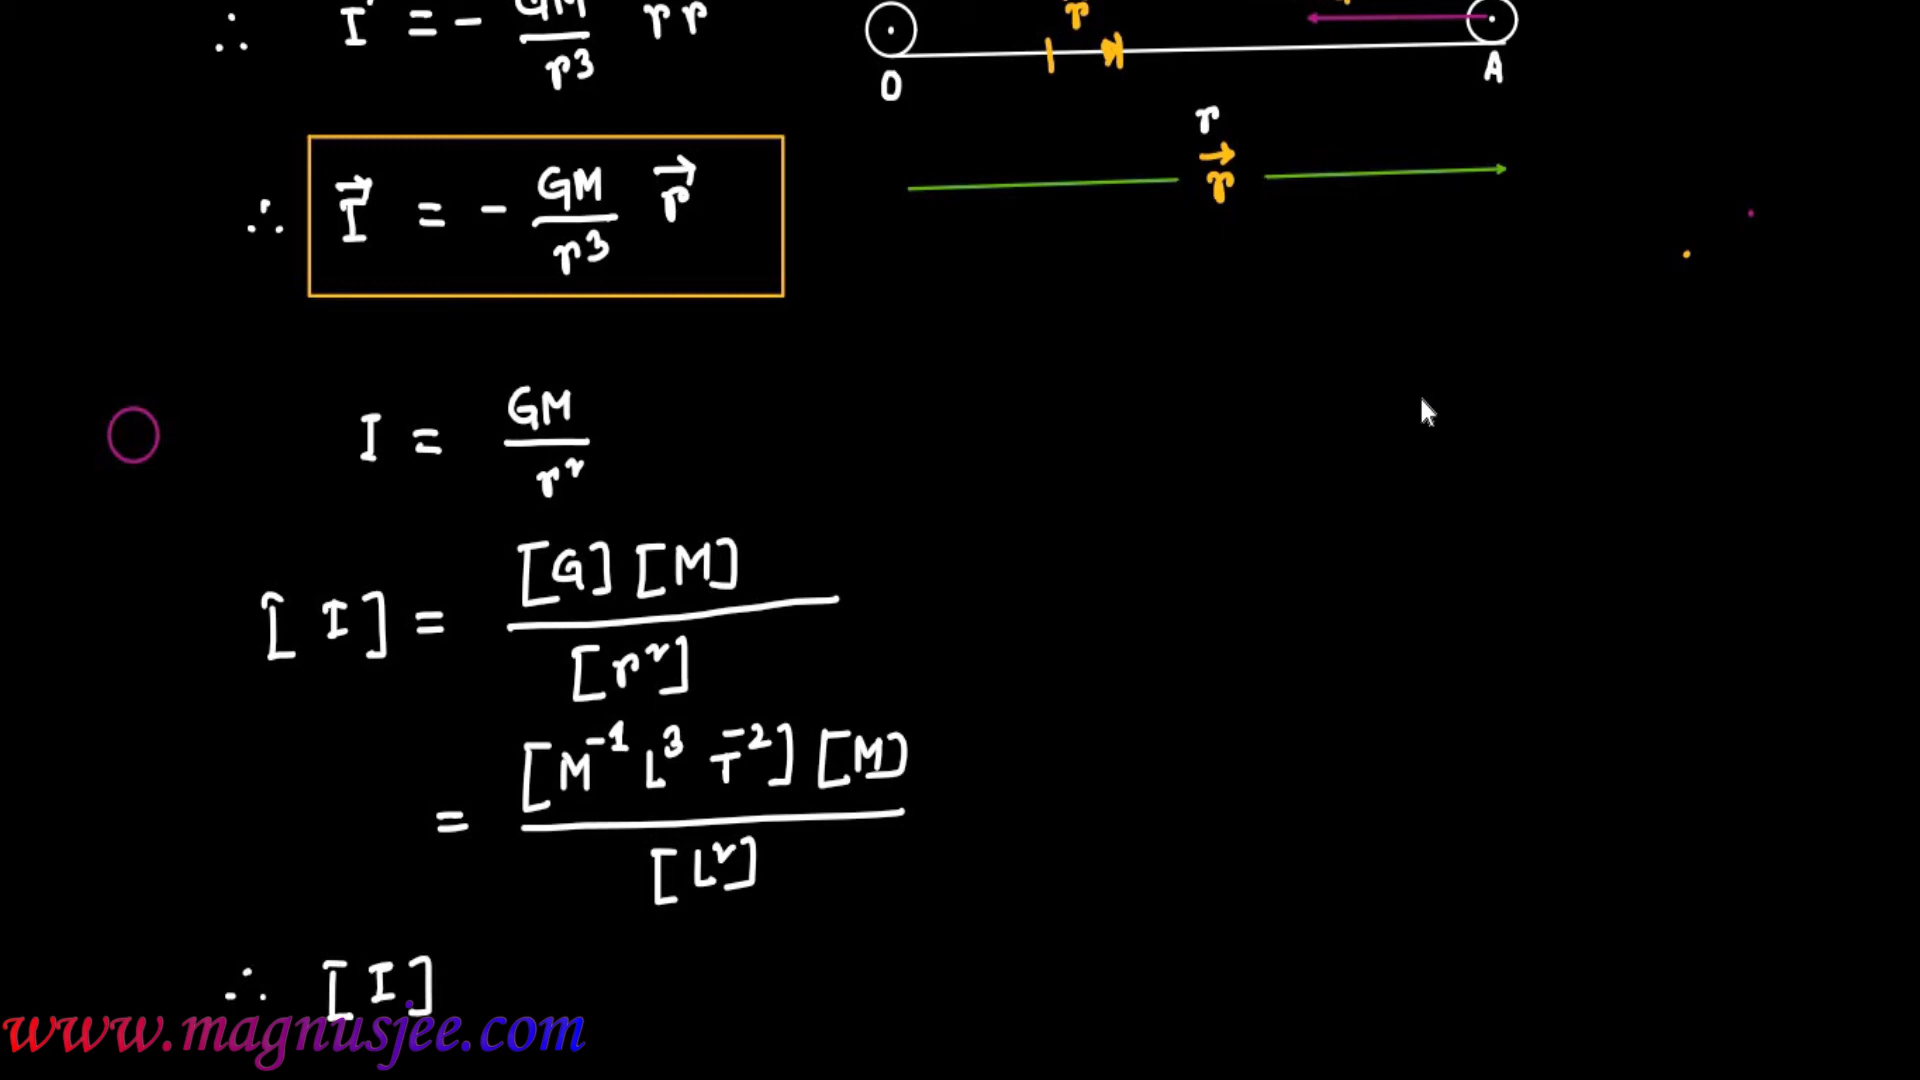 ∴ I = - GM/r³ r r̂
r
O A
r
∴ I⃗ = - GM/r³ r⃗
r⃗
I = GM/r²
[I] = [G] [M] / [r²]
= [M⁻¹ L³ T⁻²] [M] / [L²]
∴ [I]
www.magnusjee.com